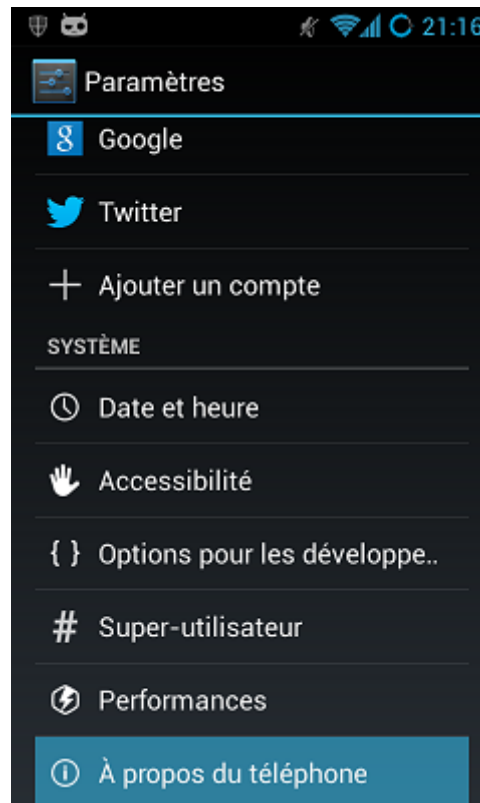 21:16
Paramètres
Google
Twitter
Ajouter un compte
SYSTÈME
Date et heure
Accessibilité
{ } Options pour les développe..
# Super-utilisateur
Performances
À propos du téléphone